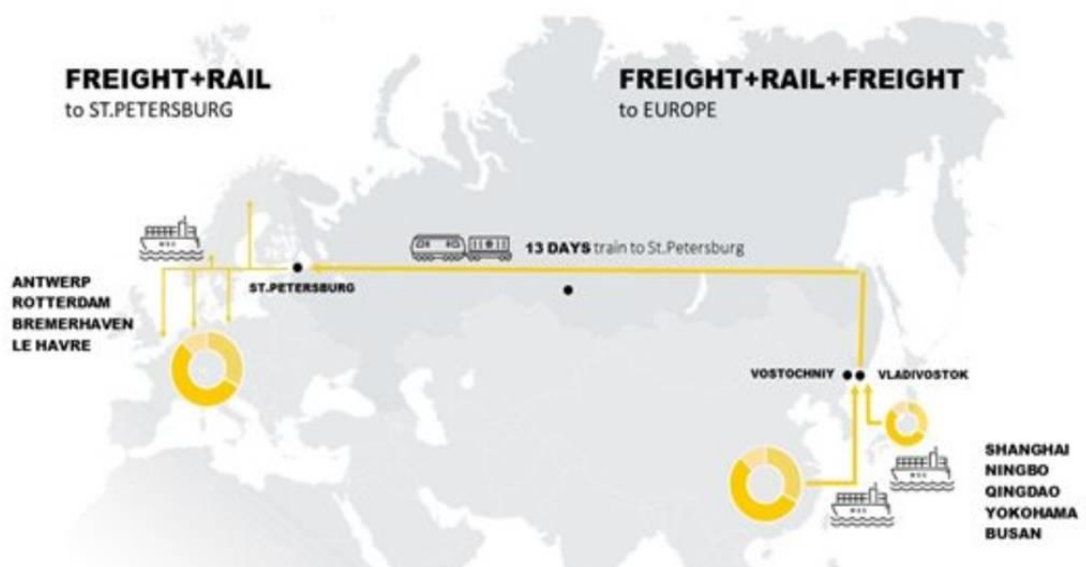 FREIGHT+RAIL
to ST.PETERSBURG
FREIGHT+RAIL+FREIGHT
to EUROPE
13 DAYS train to St.Petersburg
ANTWERP
ROTTERDAM
BREMERHAVEN
LE HAVRE
ST.PETERSBURG
VOSTOCHNIY
VLADIVOSTOK
SHANGHAI
NINGBO
QINGDAO
YOKOHAMA
BUSAN